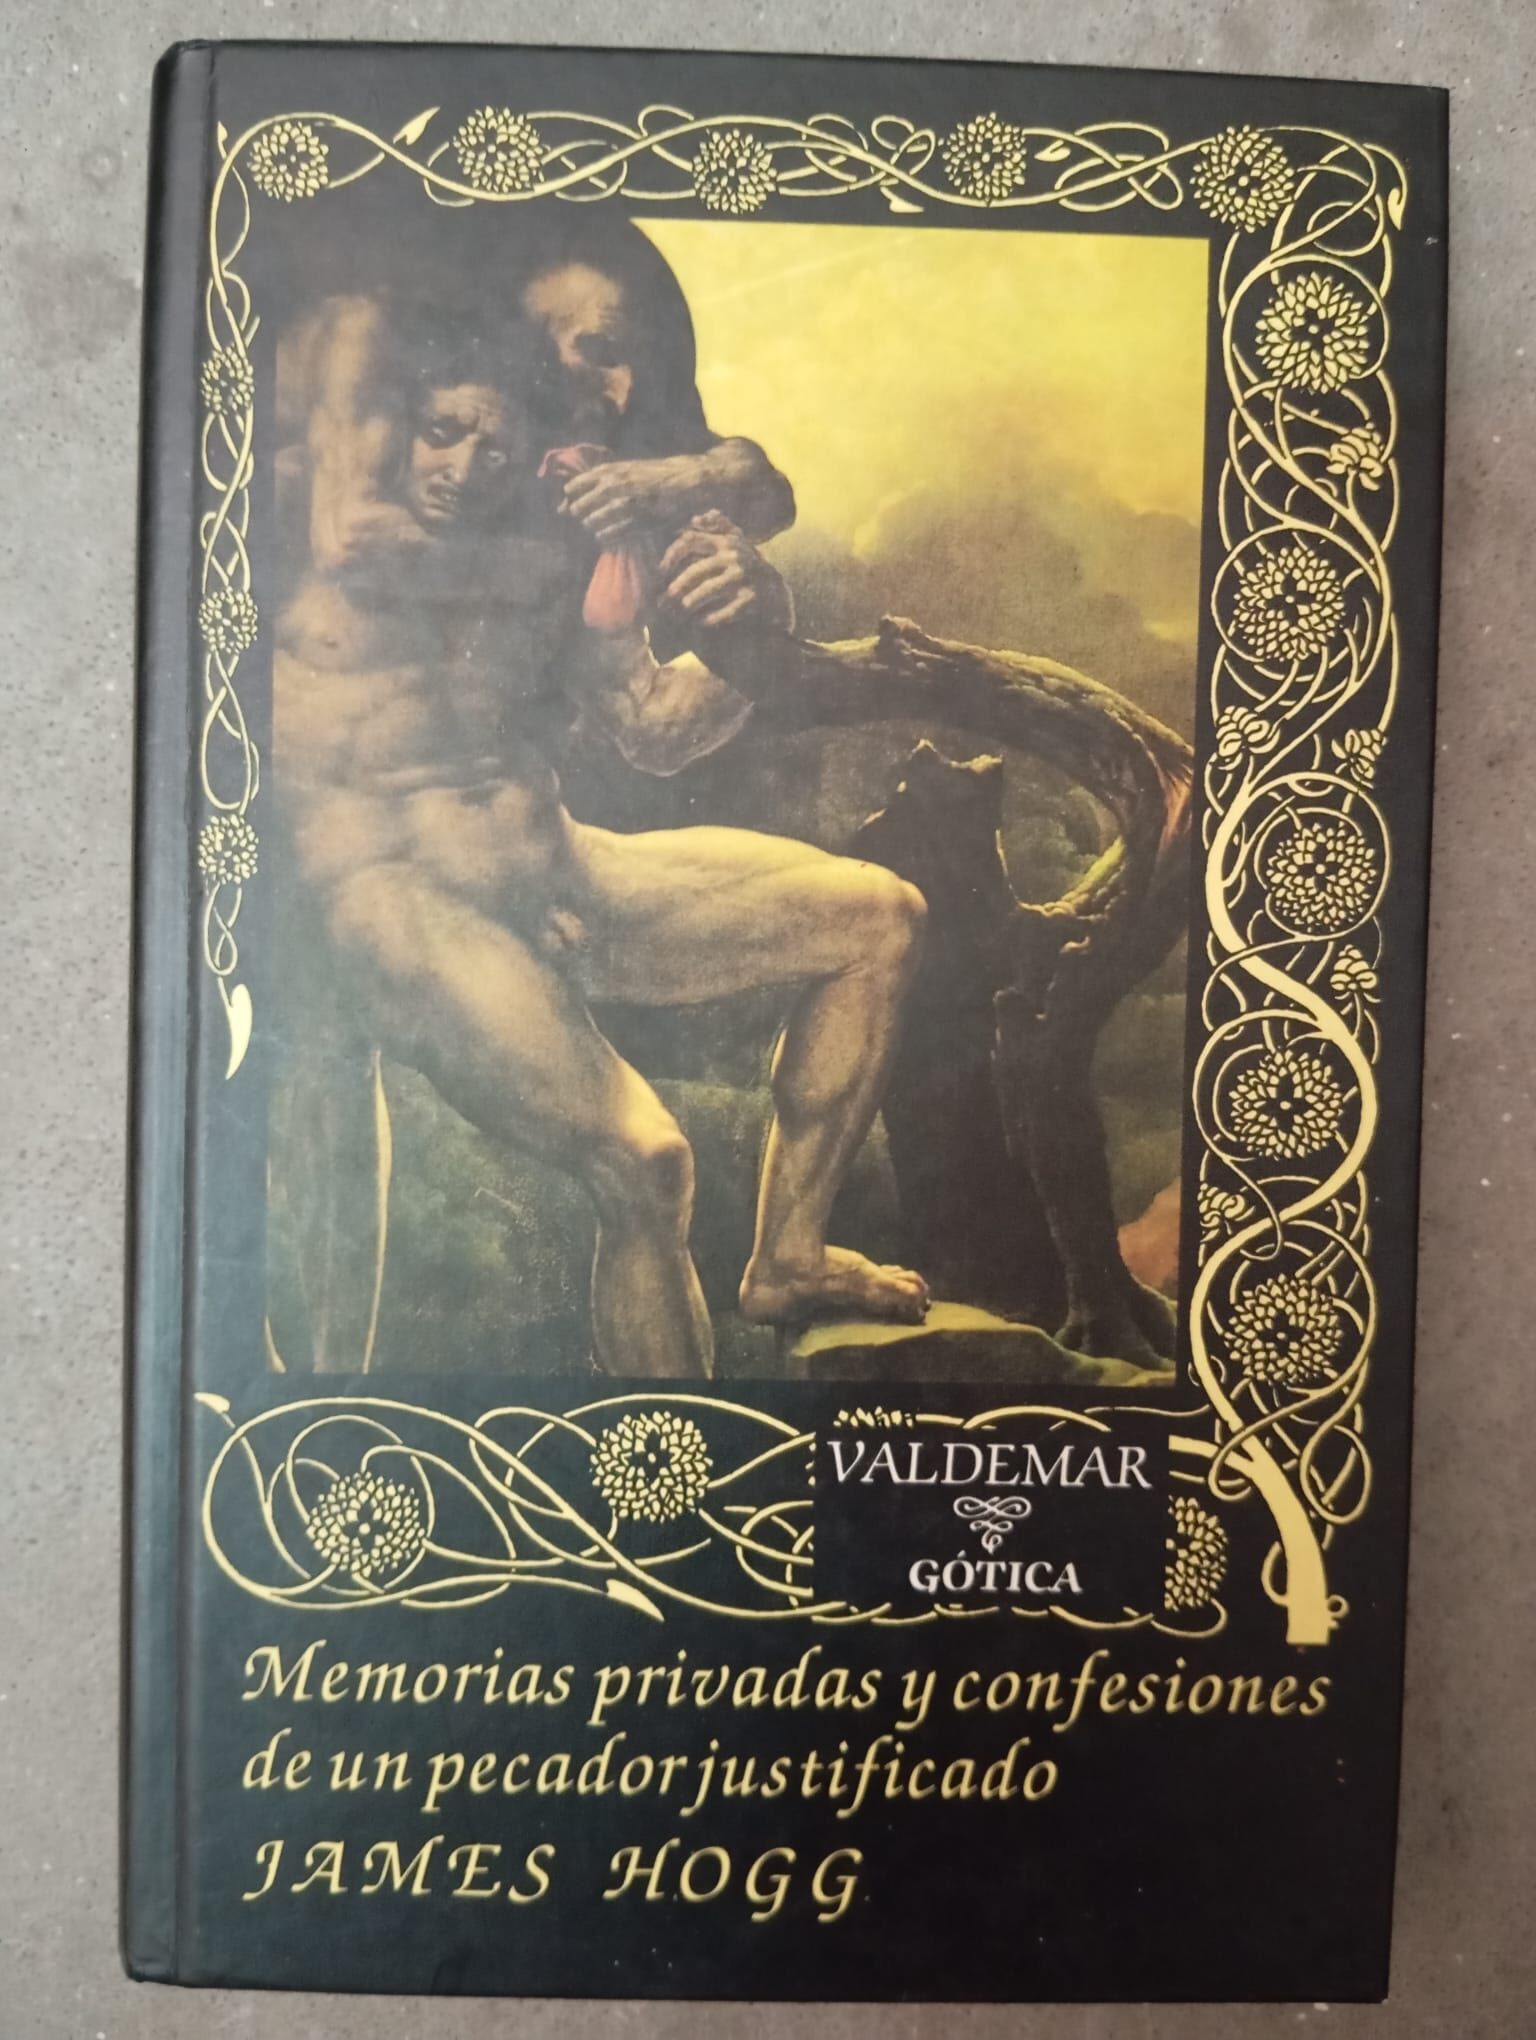 VALDEMAR
GÓTICA
Memorias privadas y confesiones
de un pecador justificado
JAMES HOGG